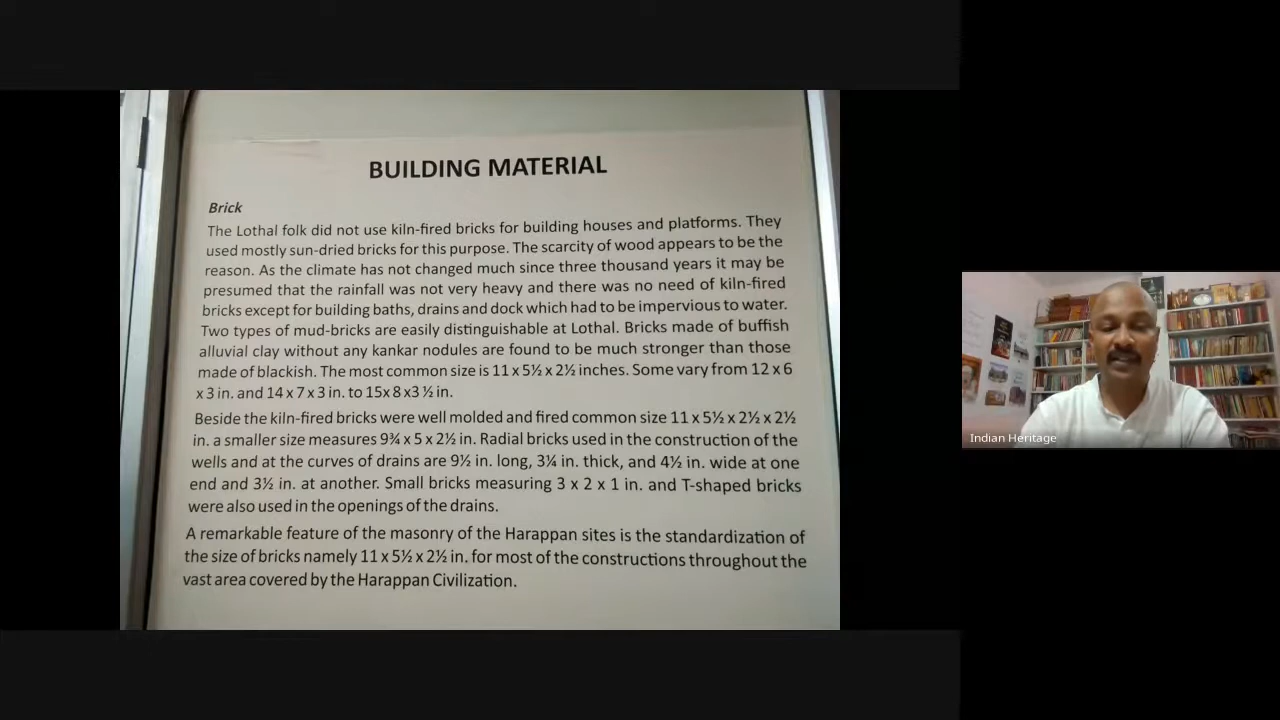 BUILDING MATERIAL
Brick
The Lothal folk did not use kiln-fired bricks for building houses and platforms. They
used mostly sun-dried bricks for this purpose. The scarcity of wood appears to be the
reason. As the climate has not changed much since three thousand years it may be
presumed that the rainfall was not very heavy and there was no need of kiln-fired
bricks except for building baths, drains and dock which had to be impervious to water.
Two types of mud-bricks are easily distinguishable at Lothal. Bricks made of buffish
alluvial clay without any kankar nodules are found to be much stronger than those
made of blackish. The most common size is 11 x 5½ x 2½ inches. Some vary from 12 x 6
x 3 in. and 14 x 7 x 3 in. to 15x 8 x3 ½ in.
Beside the kiln-fired bricks were well molded and fired common size 11 x 5½ x 2½ x 2½
in. a smaller size measures 9¾ x 5 x 2½ in. Radial bricks used in the construction of the
wells and at the curves of drains are 9½ in. long, 3¼ in. thick, and 4½ in. wide at one
end and 3½ in. at another. Small bricks measuring 3 x 2 x 1 in. and T-shaped bricks
were also used in the openings of the drains.
A remarkable feature of the masonry of the Harappan sites is the standardization of
the size of bricks namely 11 x 5½ x 2½ in. for most of the constructions throughout the
vast area covered by the Harappan Civilization.
Indian Heritage